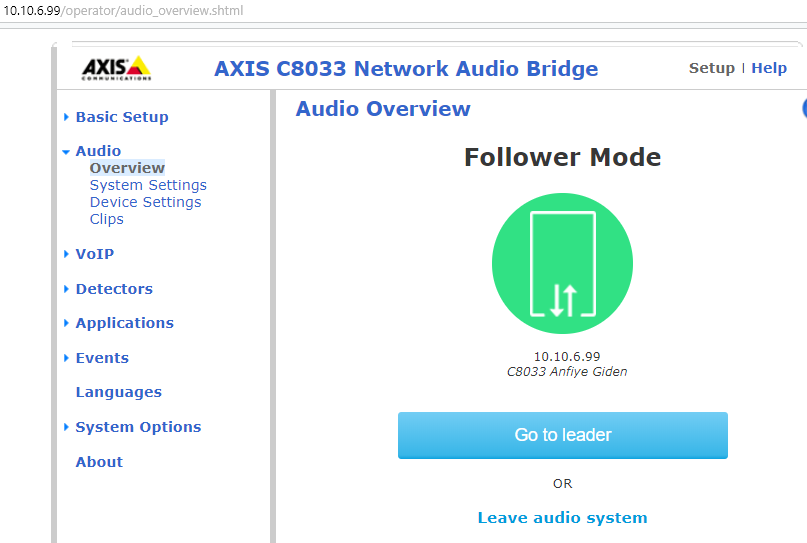 10.10.6.99/operator/audio_overview.shtml
AXIS
COMMUNICATIONS
AXIS C8033 Network Audio Bridge
Setup | Help
Basic Setup
Audio
Overview
System Settings
Device Settings
Clips
VoIP
Detectors
Applications
Events
Languages
System Options
About
Audio Overview
Follower Mode
10.10.6.99
C8033 Anfiye Giden
Go to leader
OR
Leave audio system